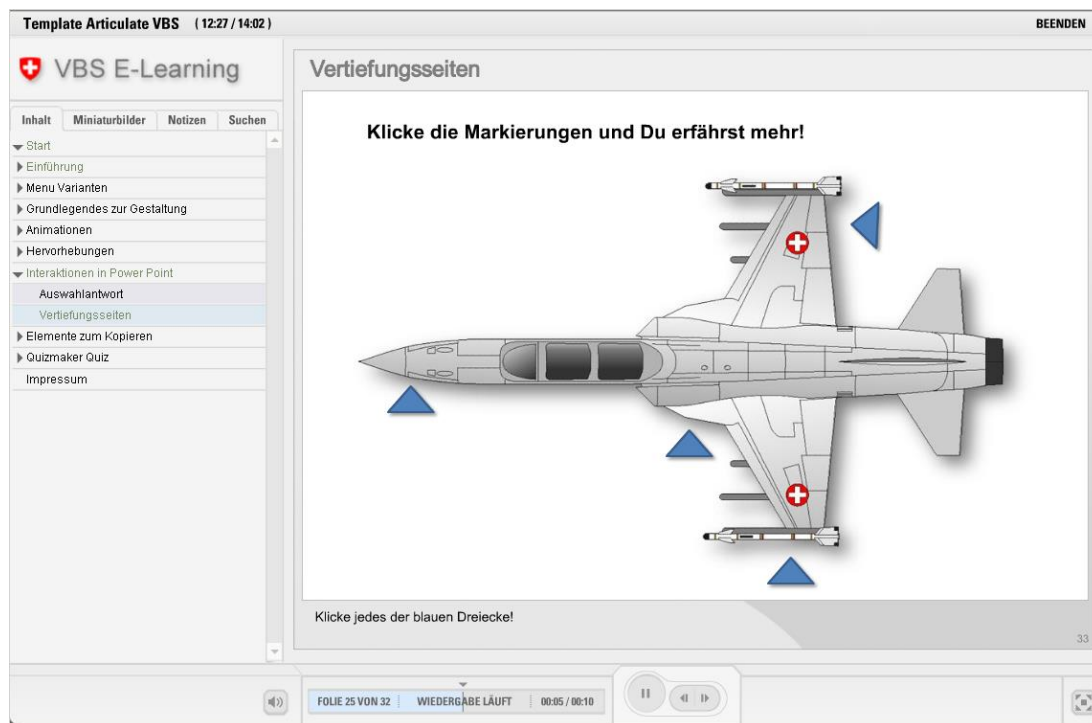 Template Articulate VBS ( 12:27 / 14:02 )
BEENDEN
VBS E-Learning
Inhalt Miniaturbilder Notizen Suchen
Start
Einführung
Menu Varianten
Grundlegendes zur Gestaltung
Animationen
Hervorhebungen
Interaktionen in Power Point
Auswahlantwort
Vertiefungsseiten
Elemente zum Kopieren
Quizmaker Quiz
Impressum
Vertiefungsseiten
Klicke die Markierungen und Du erfährst mehr!
Klicke jedes der blauen Dreiecke!
33
FOLIE 25 VON 32 WIEDERGABE LÄUFT 00:05 / 00:10